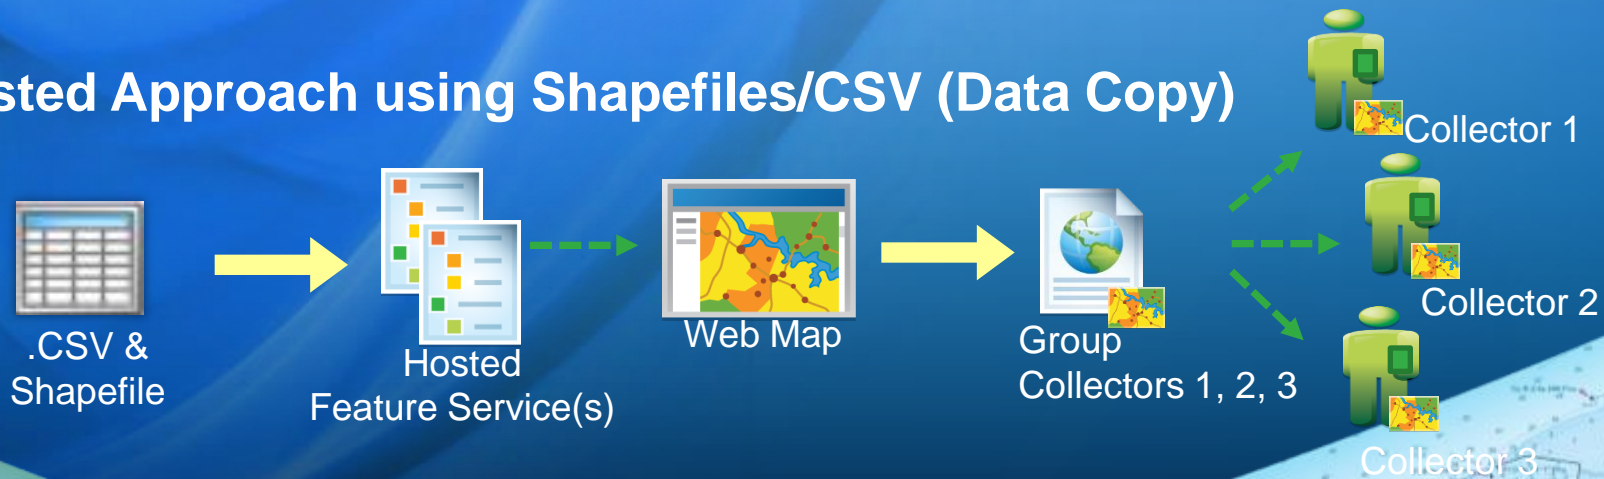 sted Approach using Shapefiles/CSV (Data Copy)
Collector 1
.CSV &
Shapefile
Hosted
Feature Service(s)
Web Map
Group
Collectors 1, 2, 3
Collector 2
Collector 3